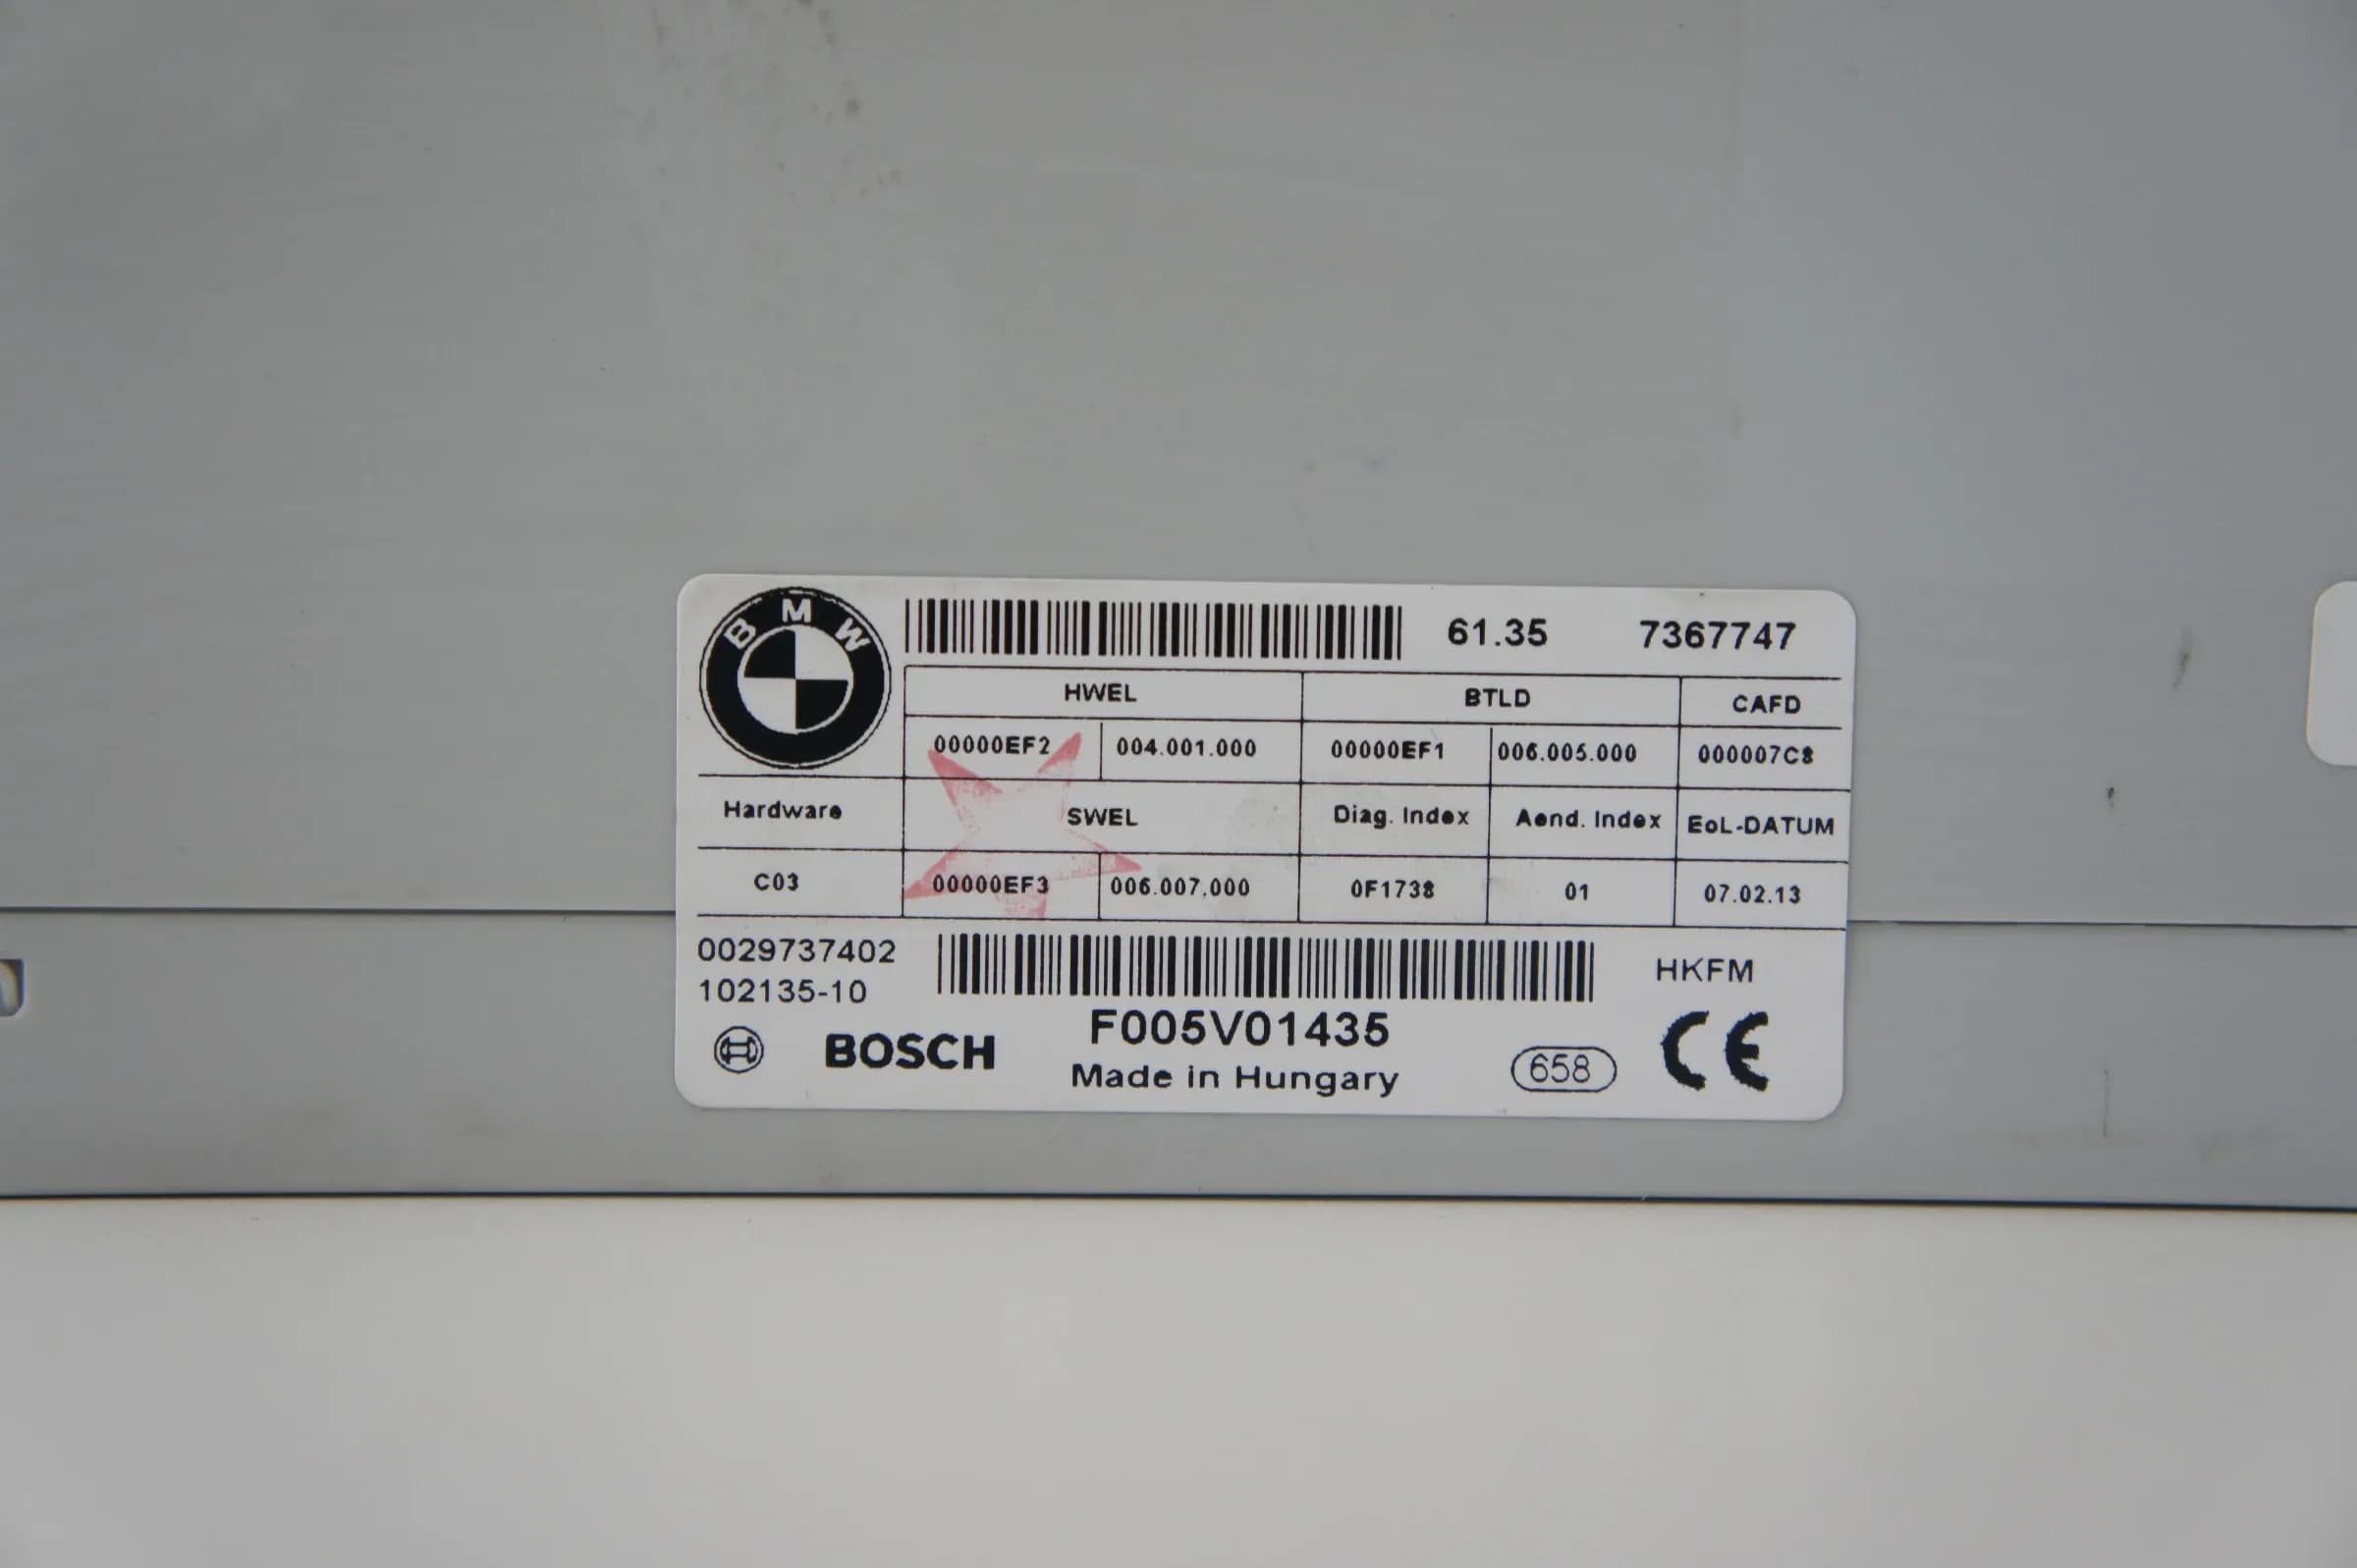 BMW
61.35 7367747
HWEL BTLD CAFD
00000EF2 004.001.000 00000EF1 006.005.000 000007C8
Hardware SWEL Diag. Index Aend. Index EoL-DATUM
C03 00000EF3 006.007.000 0F1738 01 07.02.13
0029737402 HKFM
102135-10
BOSCH F005V01435
Made in Hungary 658 CE